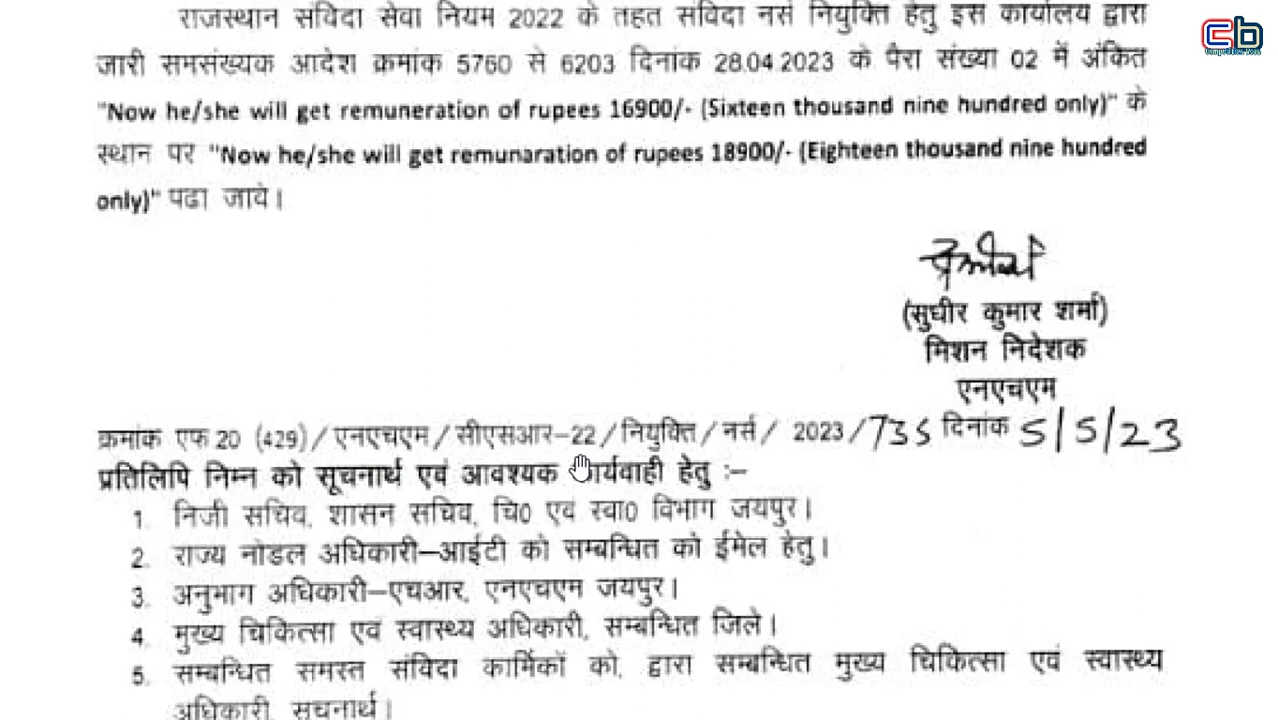 राजस्थान संविदा सेवा नियम 2022 के तहत संविदा नर्स नियुक्ति हेतु इस कार्यालय द्वारा
जारी समसंख्यक आदेश क्रमांक 5760 से 6203 दिनांक 28.04.2023 के पैरा संख्या 02 में अंकित
"Now he/she will get remuneration of rupees 16900/- (Sixteen thousand nine hundred only)" के
स्थान पर "Now he/she will get remunaration of rupees 18900/- (Eighteen thousand nine hundred
only)" पढा जावे।
(सुधीर कुमार शर्मा)
मिशन निदेशक
एनएचएम
क्रमांक एफ 20 (429)/एनएचएम/सीएसआर-22/नियुक्ति/नर्स/ 2023/735 दिनांक 5/5/23
प्रतिलिपि निम्न को सूचनार्थ एवं आवश्यक कार्यवाही हेतु :-
1. निजी सचिव, शासन सचिव, चि0 एवं स्वा0 विभाग जयपुर।
2. राज्य नोडल अधिकारी-आईटी को सम्बन्धित को ईमेल हेतु।
3. अनुभाग अधिकारी-एचआर, एनएचएम जयपुर।
4. मुख्य चिकित्सा एवं स्वास्थ्य अधिकारी, सम्बन्धित जिले।
5. सम्बन्धित समस्त संविदा कार्मिकों को, द्वारा सम्बन्धित मुख्य चिकित्सा एवं स्वास्थ्य
अधिकारी, सूचनार्थ।
cb